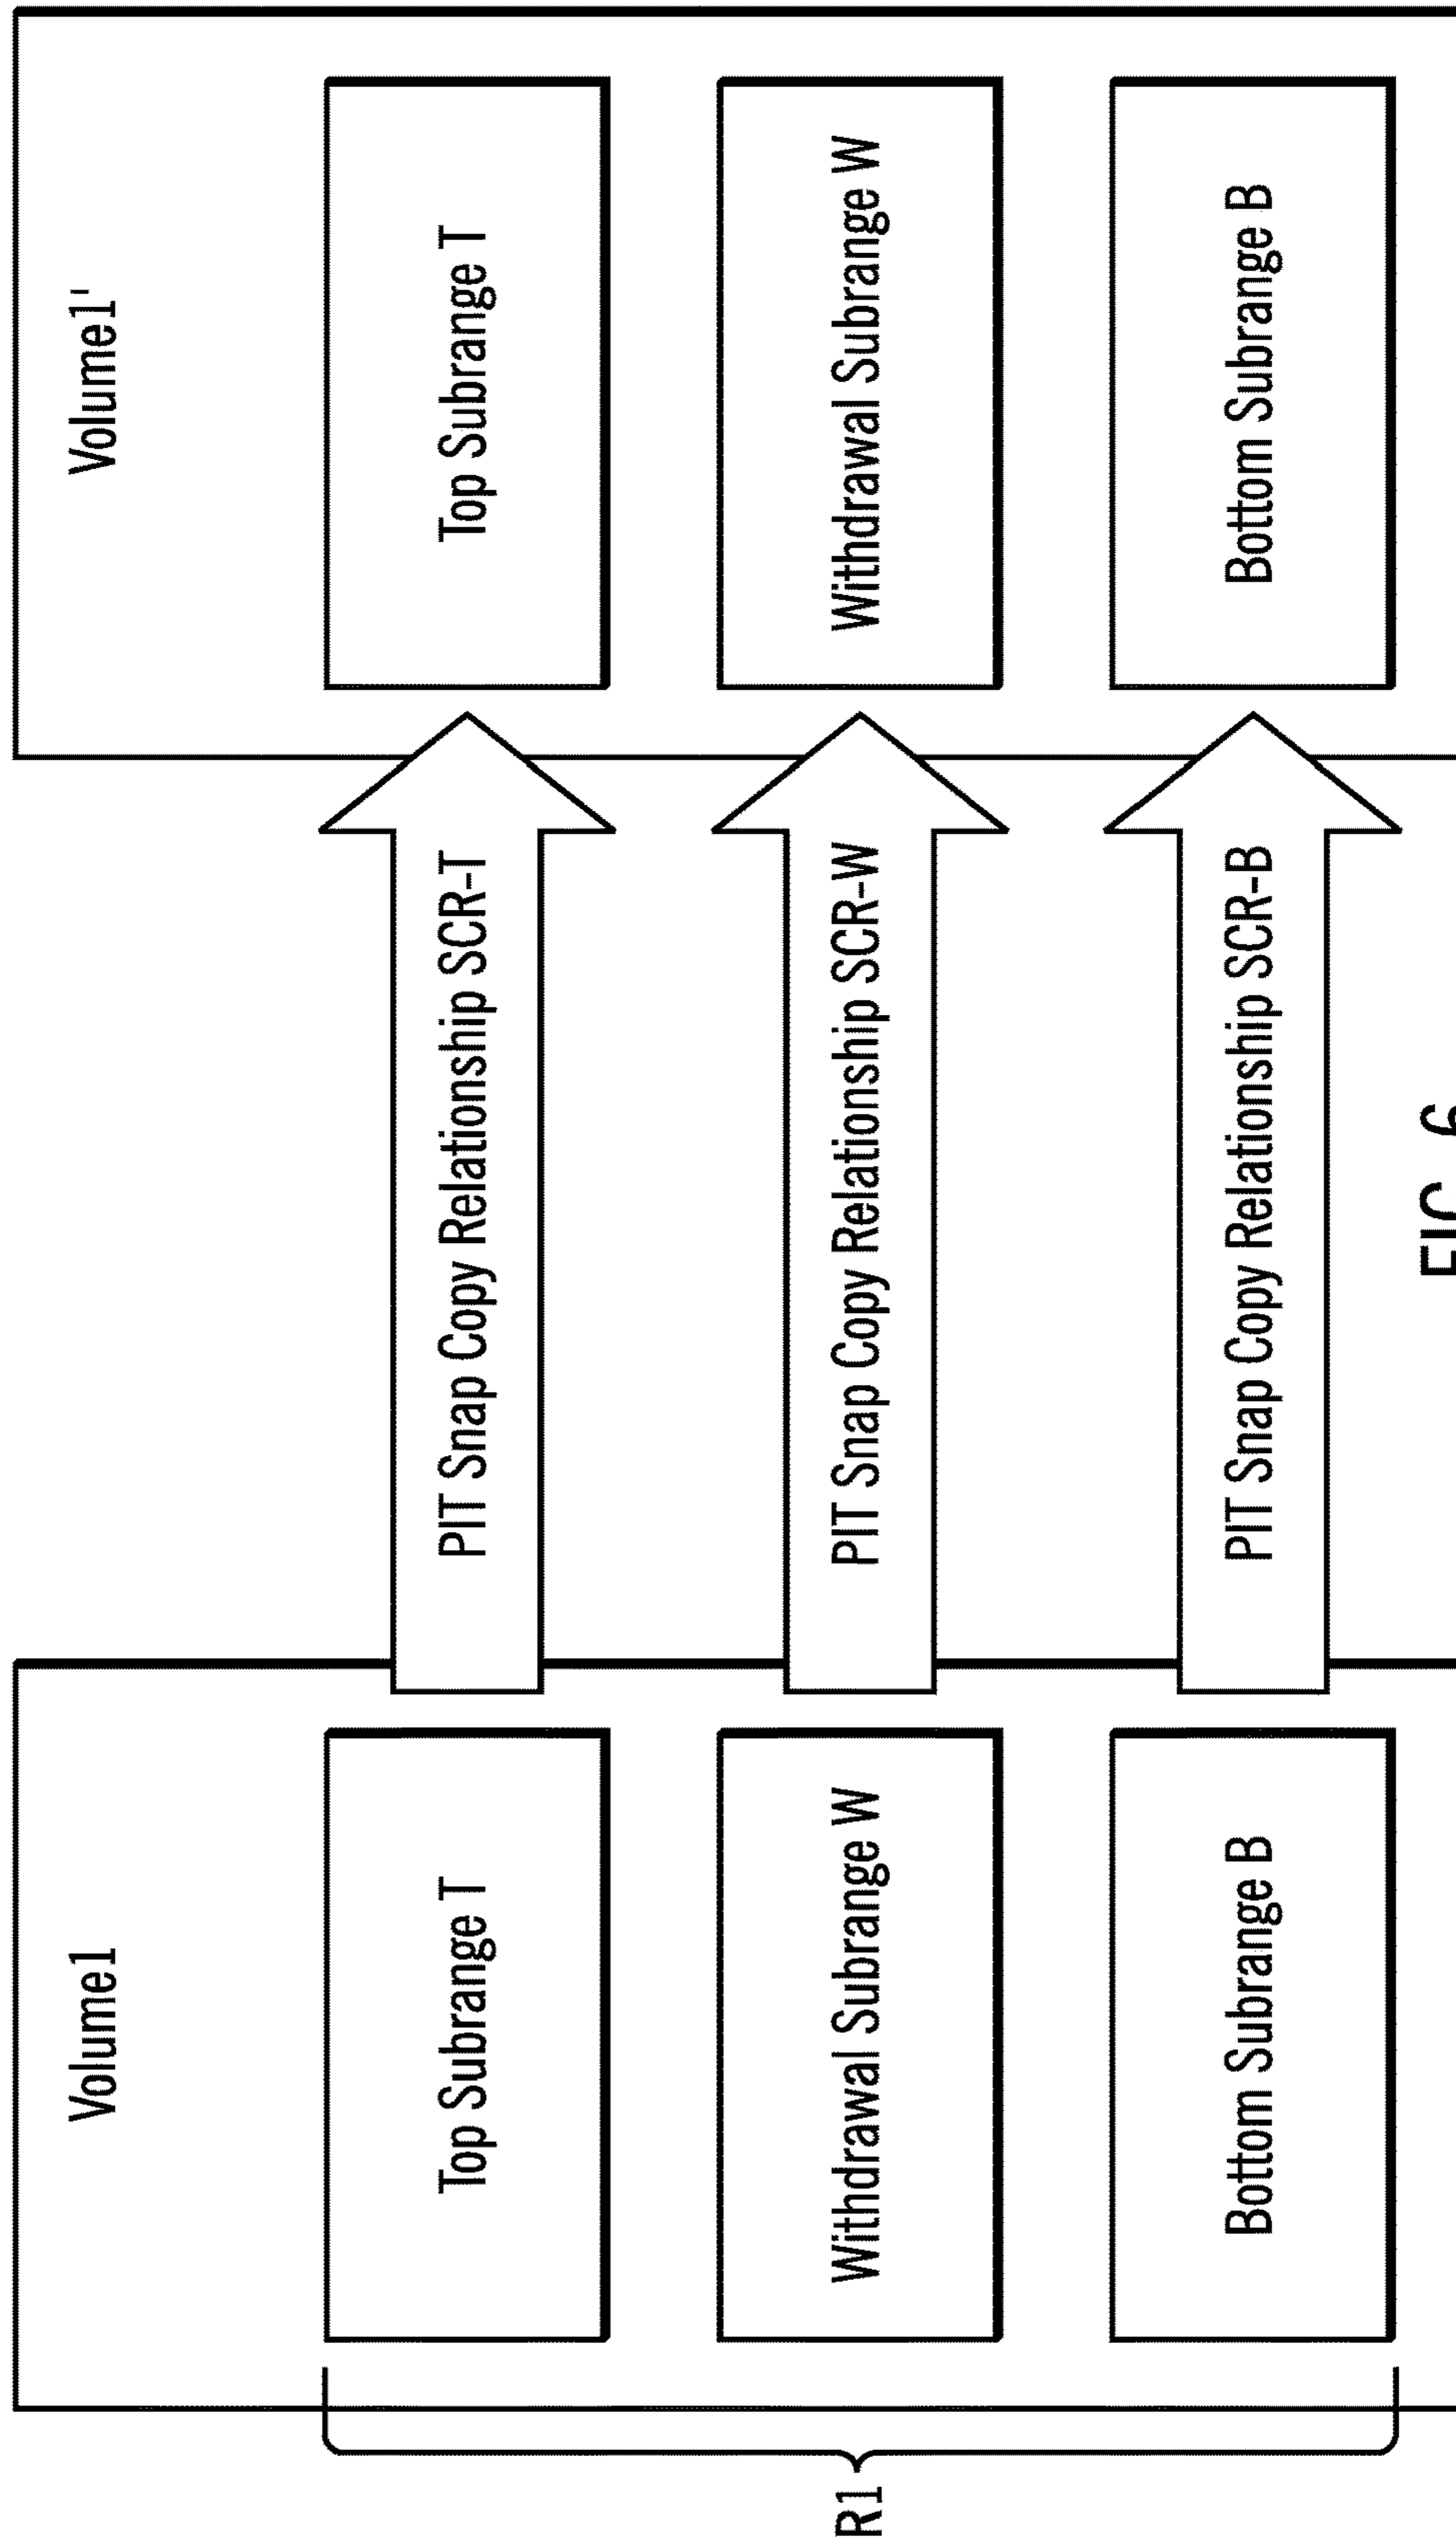 Volume1
Volume1'
R1
Top Subrange T
PIT Snap Copy Relationship SCR-T
Top Subrange T
Withdrawal Subrange W
PIT Snap Copy Relationship SCR-W
Withdrawal Subrange W
Bottom Subrange B
PIT Snap Copy Relationship SCR-B
Bottom Subrange B